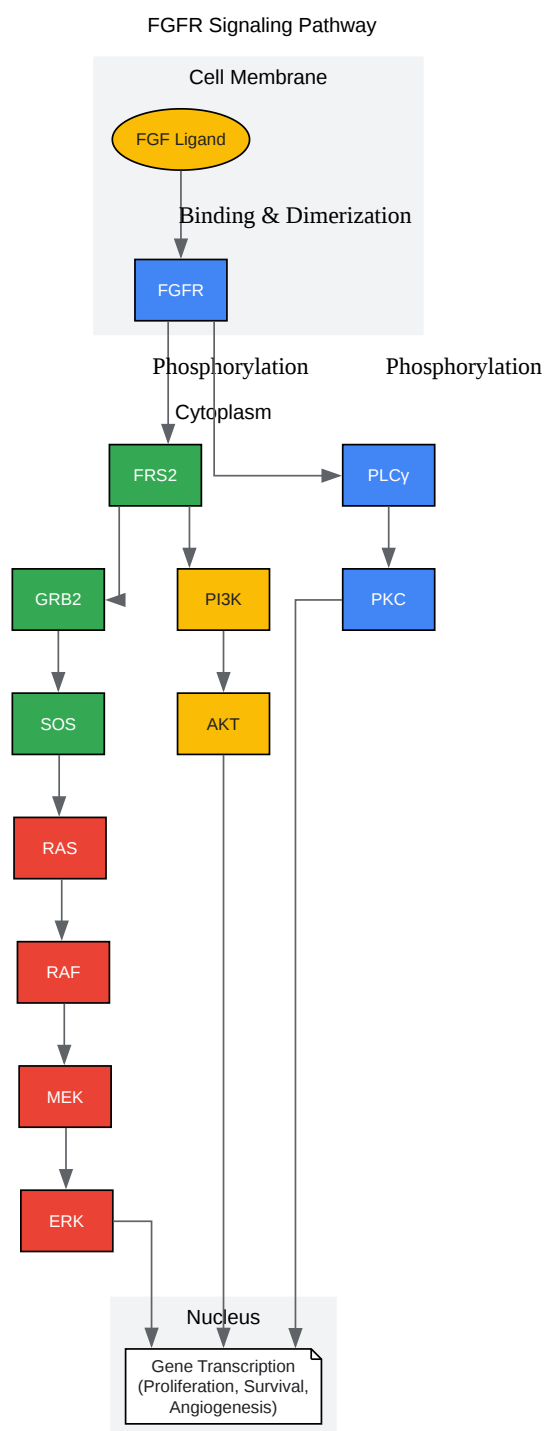 FGFR Signaling Pathway
Cell Membrane
FGF Ligand
Binding & Dimerization
FGFR
Phosphorylation
Phosphorylation
Cytoplasm
FRS2
PLCγ
GRB2
PI3K
PKC
SOS
AKT
RAS
RAF
MEK
ERK
Nucleus
Gene Transcription
(Proliferation, Survival,
Angiogenesis)